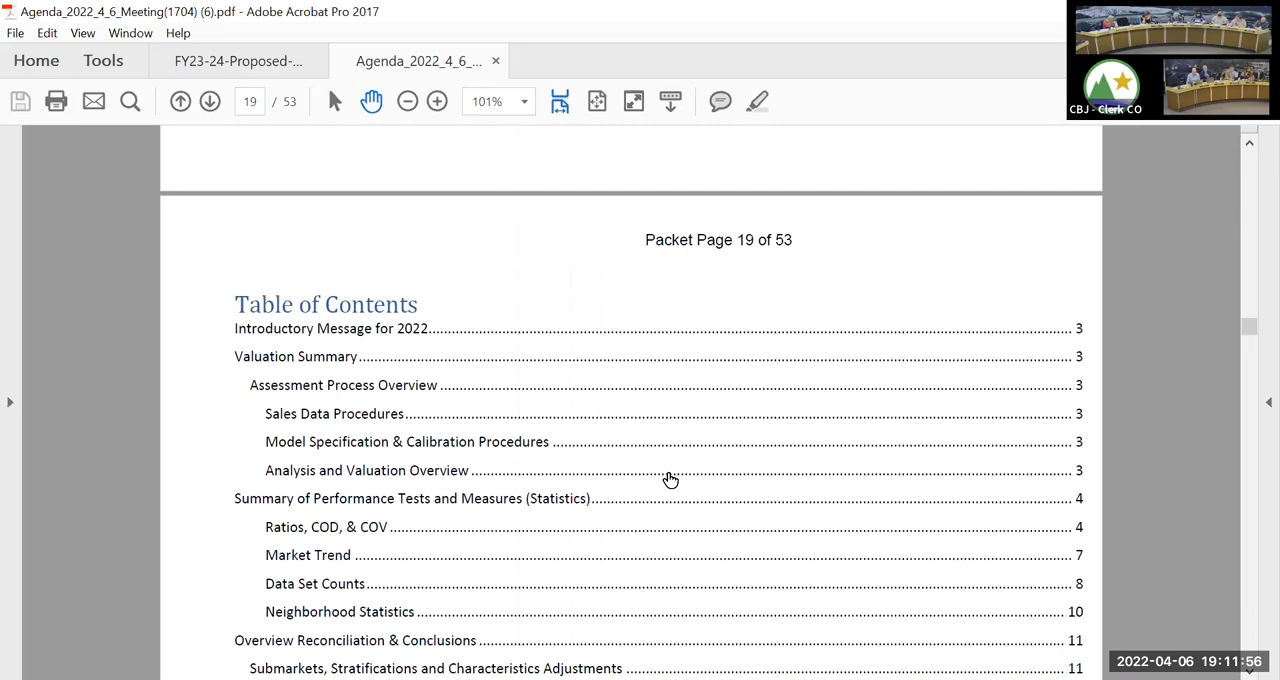 Agenda_2022_4_6_Meeting(1704) (6).pdf - Adobe Acrobat Pro 2017
File Edit View Window Help
Home Tools FY23-24-Proposed-... Agenda_2022_4_6_... ×
19 / 53 101%
CBJ - Clerk CO
Packet Page 19 of 53
Table of Contents
Introductory Message for 2022 3
Valuation Summary 3
Assessment Process Overview 3
Sales Data Procedures 3
Model Specification & Calibration Procedures 3
Analysis and Valuation Overview 3
Summary of Performance Tests and Measures (Statistics) 4
Ratios, COD, & COV 4
Market Trend 7
Data Set Counts 8
Neighborhood Statistics 10
Overview Reconciliation & Conclusions 11
Submarkets, Stratifications and Characteristics Adjustments 11
2022-04-06 19:11:56